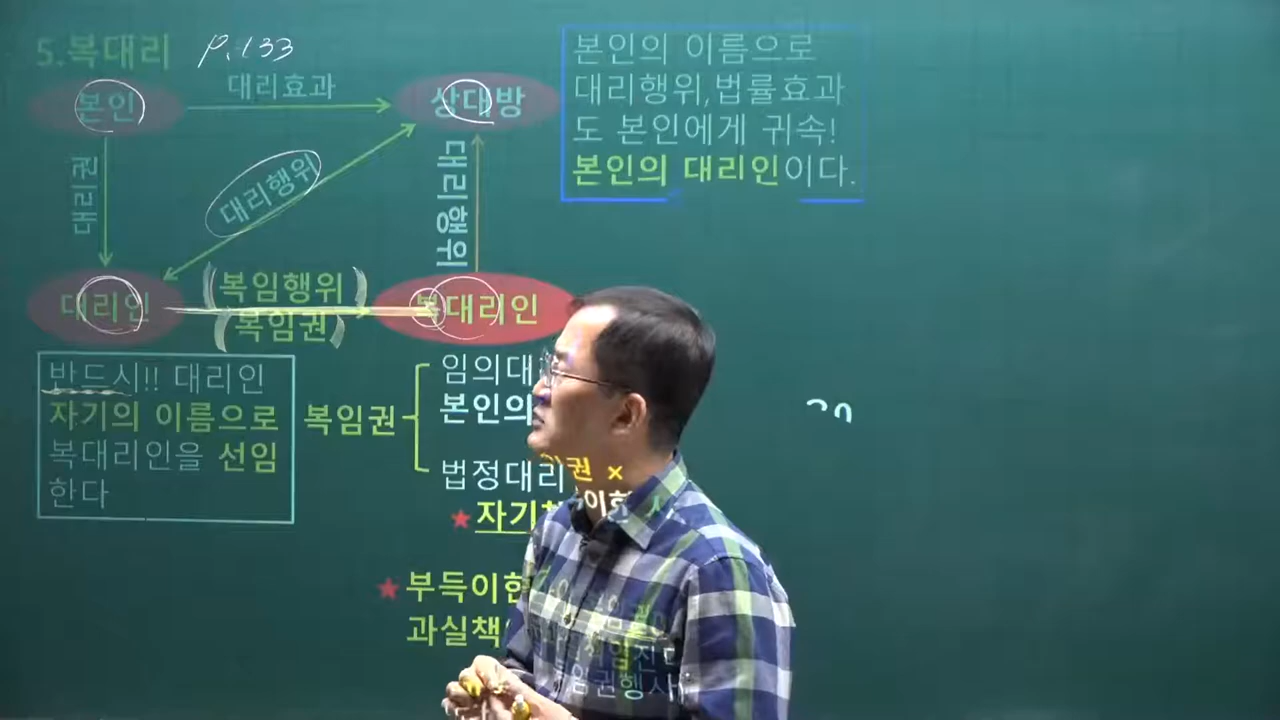 5.복대리 P.133
본인
대리효과
상대방
대리권
대리행위
대리행위
대리인
(복임행위)
(복임권)
복대리인
본인의 이름으로
대리행위,법률효과
도 본인에게 귀속!
본인의 대리인이다.
반드시!! 대리인
자기의 이름으로
복대리인을 선임
한다
복임권
임의대
본인의
법정대리
권 ×
★ 자기
★ 부득이한
과실책